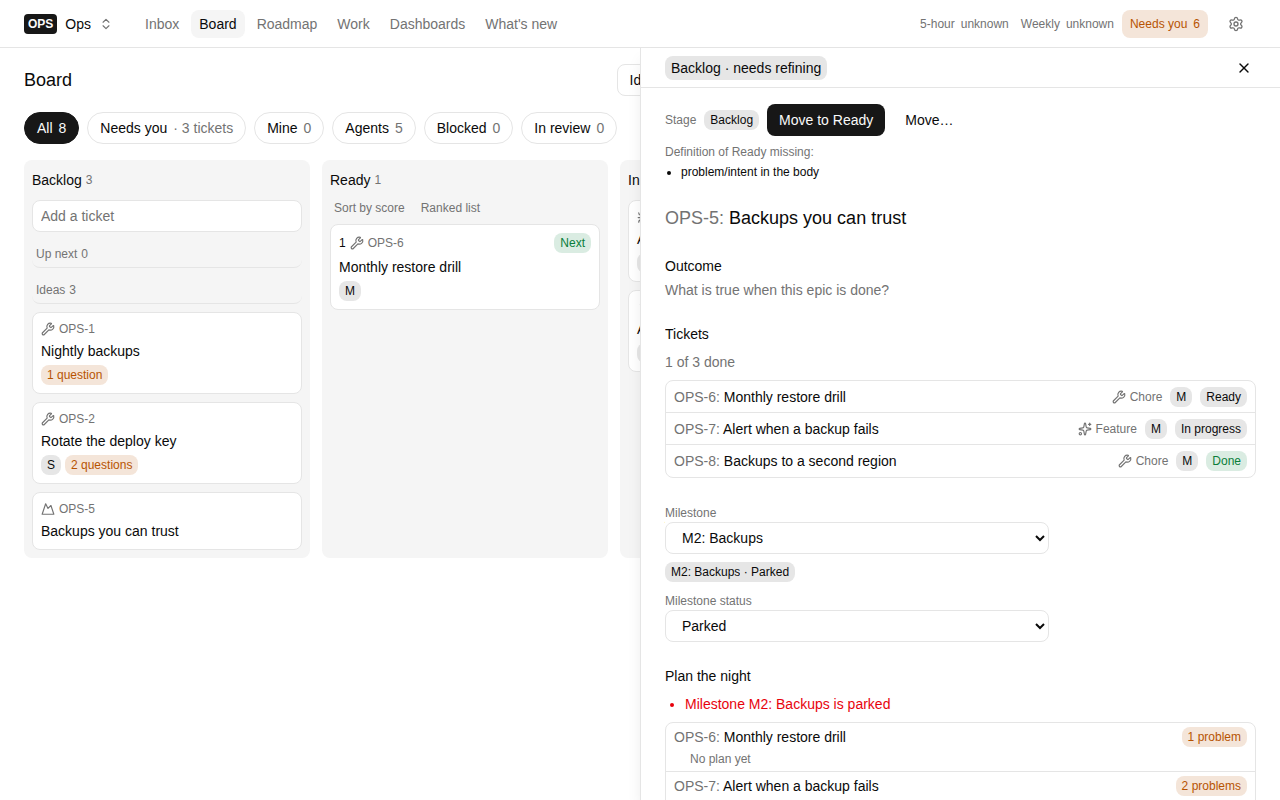 OPS Ops Inbox Board Roadmap Work Dashboards What's new 5-hour unknown Weekly unknown Needs you 6
Board
All 8 Needs you · 3 tickets Mine 0 Agents 5 Blocked 0 In review 0
Backlog 3
Add a ticket
Up next 0
Ideas 3
OPS-1
Nightly backups
1 question
OPS-2
Rotate the deploy key
S 2 questions
OPS-5
Backups you can trust
Ready 1
Sort by score Ranked list
1 OPS-6 Next
Monthly restore drill
M
Backlog · needs refining
Stage Backlog Move to Ready Move…
Definition of Ready missing:
problem/intent in the body
OPS-5: Backups you can trust
Outcome
What is true when this epic is done?
Tickets
1 of 3 done
OPS-6: Monthly restore drill Chore M Ready
OPS-7: Alert when a backup fails Feature M In progress
OPS-8: Backups to a second region Chore M Done
Milestone
M2: Backups
M2: Backups · Parked
Milestone status
Parked
Plan the night
Milestone M2: Backups is parked
OPS-6: Monthly restore drill 1 problem
No plan yet
OPS-7: Alert when a backup fails 2 problems